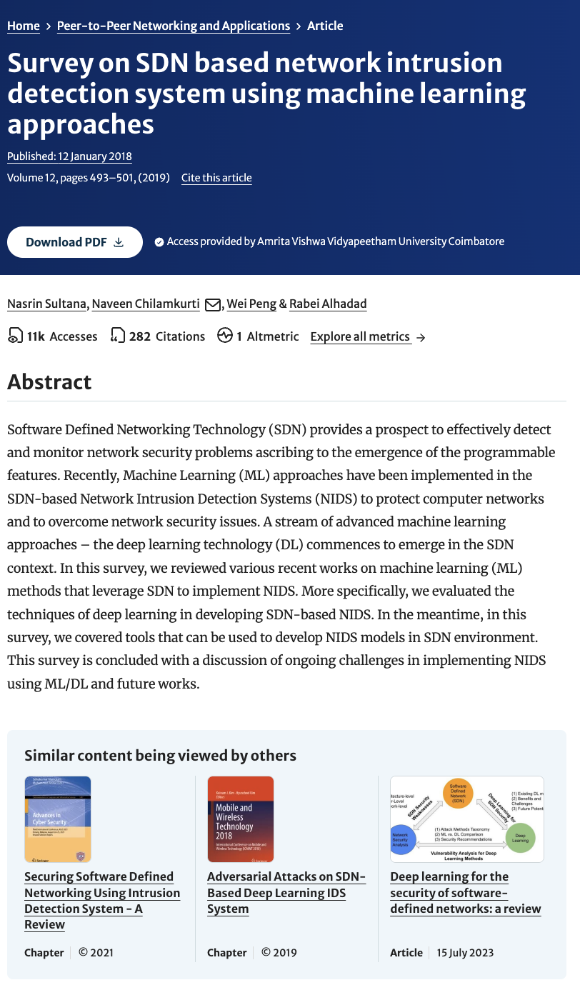 Home > Peer-to-Peer Networking and Applications > Article
Survey on SDN based network intrusion
detection system using machine learning
approaches
Published: 12 January 2018
Volume 12, pages 493–501, (2019) Cite this article
Download PDF
Access provided by Amrita Vishwa Vidyapeetham University Coimbatore
Nasrin Sultana, Naveen Chilamkurti , Wei Peng & Rabei Alhadad
11k Accesses 282 Citations 1 Altmetric Explore all metrics →
Abstract
Software Defined Networking Technology (SDN) provides a prospect to effectively detect
and monitor network security problems ascribing to the emergence of the programmable
features. Recently, Machine Learning (ML) approaches have been implemented in the
SDN-based Network Intrusion Detection Systems (NIDS) to protect computer networks
and to overcome network security issues. A stream of advanced machine learning
approaches – the deep learning technology (DL) commences to emerge in the SDN
context. In this survey, we reviewed various recent works on machine learning (ML)
methods that leverage SDN to implement NIDS. More specifically, we evaluated the
techniques of deep learning in developing SDN-based NIDS. In the meantime, in this
survey, we covered tools that can be used to develop NIDS models in SDN environment.
This survey is concluded with a discussion of ongoing challenges in implementing NIDS
using ML/DL and future works.
Similar content being viewed by others
Advances in
Cyber Security
Springer
Securing Software Defined
Networking Using Intrusion
Detection System - A
Review
Chapter © 2021
Mobile and
Wireless
Technology
2018
International Conference on Mobile and
Wireless Technology (ICMWT 2018)
Springer
Adversarial Attacks on SDN-
Based Deep Learning IDS
System
Chapter © 2019
Software
Defined
Network
(SDN)
SDN Security
Weaknesses
Deep Learning for
SDN Security
(1) Existing DL m
(2) Benefits and
Challenges
(3) Future Potent
(1) Attack Methods Taxonomy
(2) ML vs. DL Comparison
(3) Security Recommendations
Network
Security
Analysis
Deep
Learning
Vulnerability Analysis for Deep
Learning Methods
Deep learning for the
security of software-
defined networks: a review
Article 15 July 2023